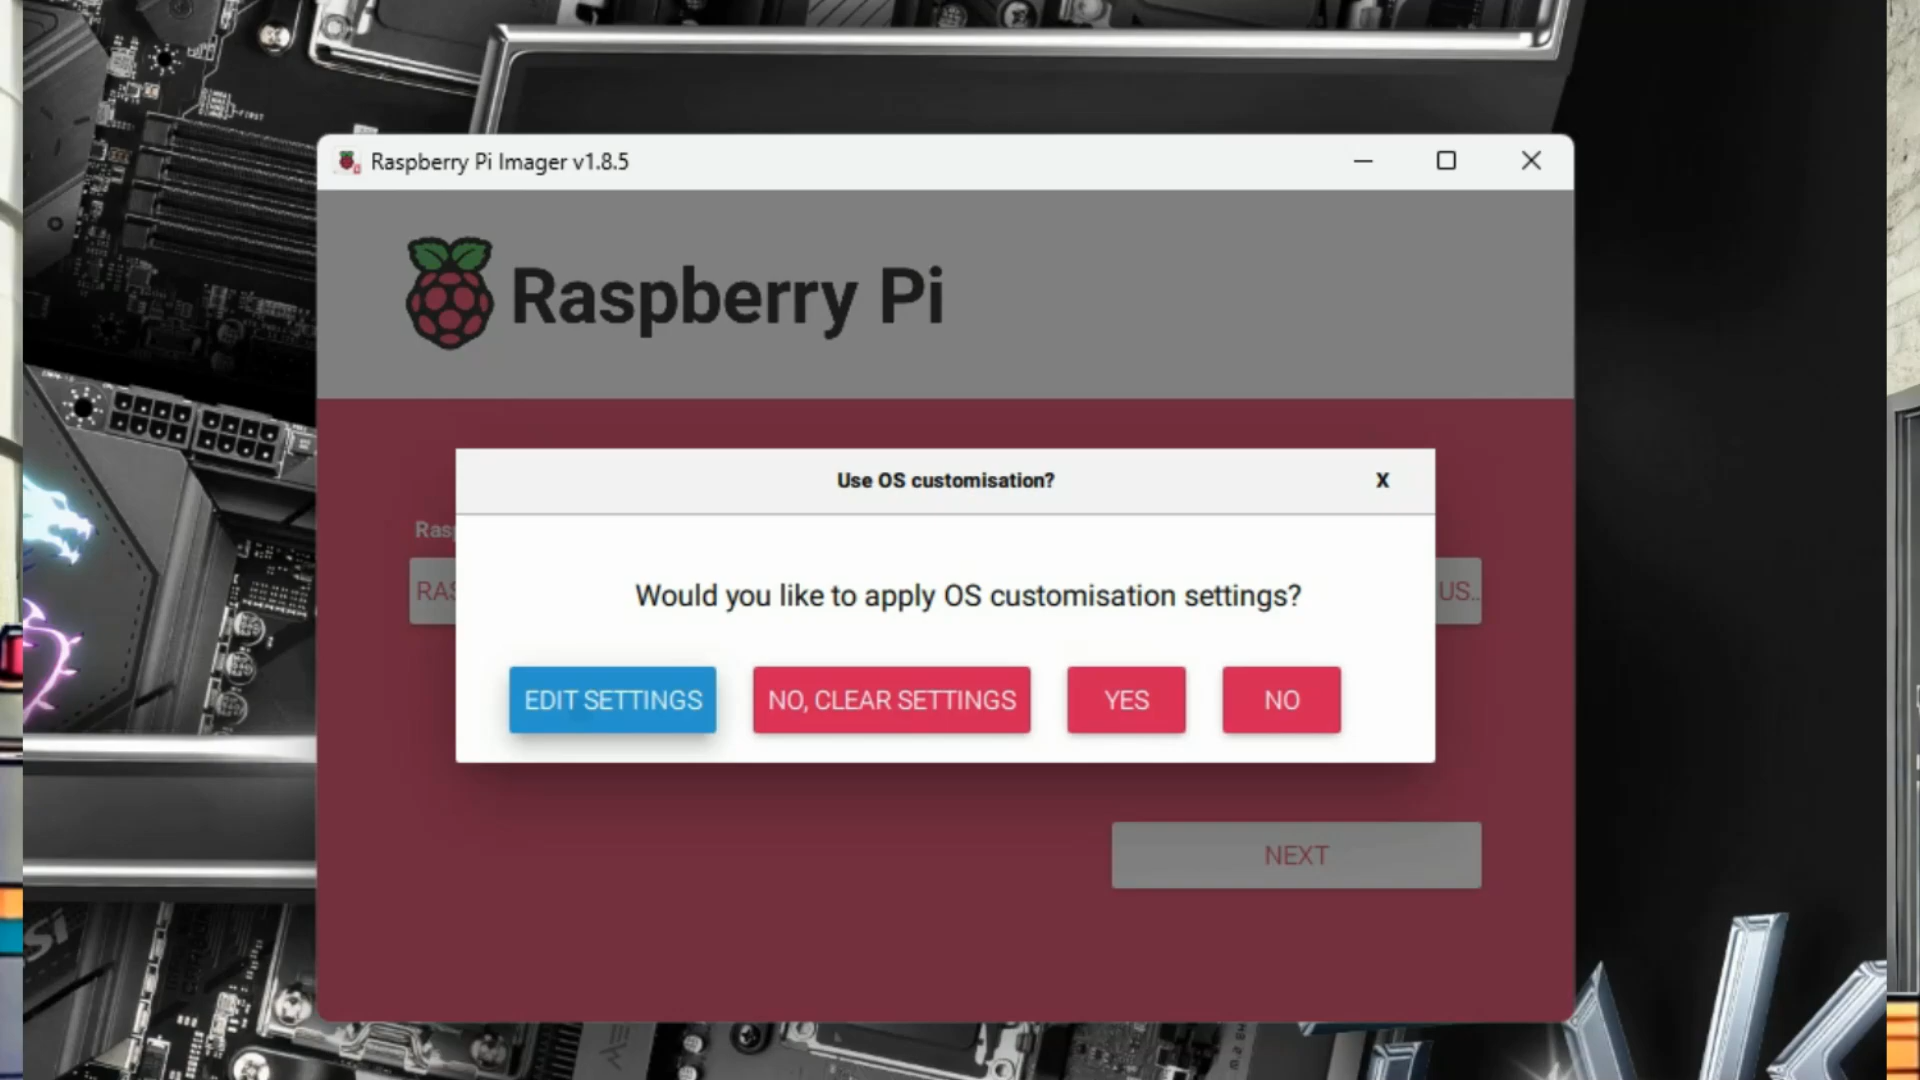 Raspberry Pi Imager v1.8.5
Raspberry Pi
Use OS customisation?
X
Would you like to apply OS customisation settings?
EDIT SETTINGS
NO, CLEAR SETTINGS
YES
NO
US..
NEXT